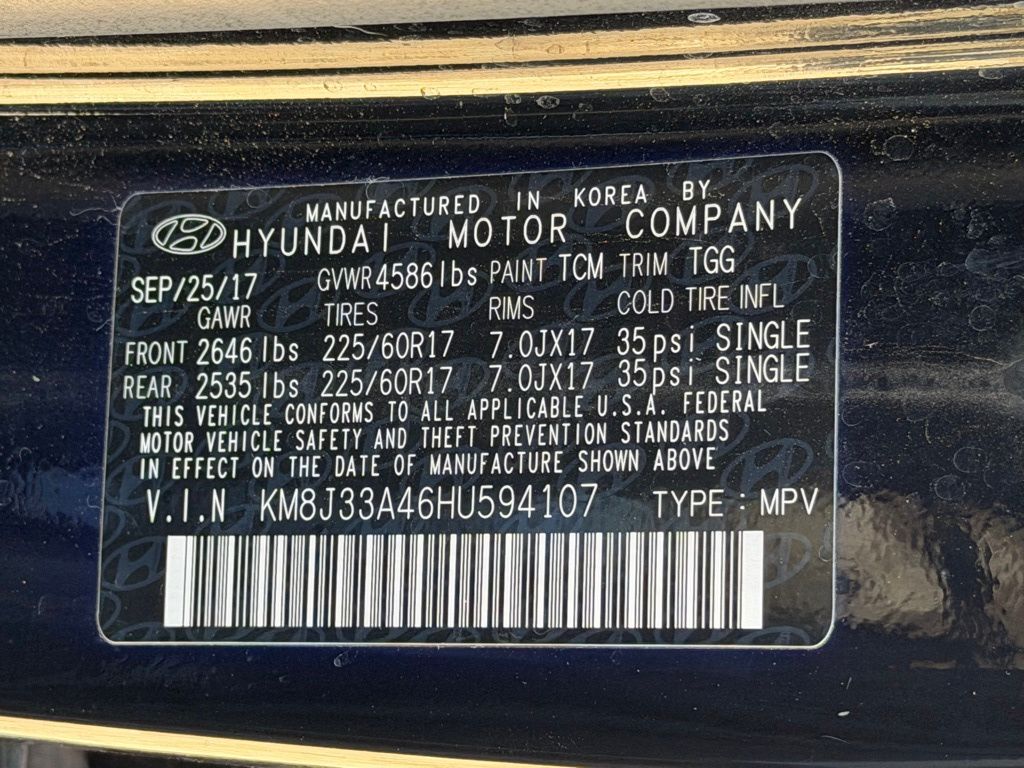 MANUFACTURED IN KOREA BY
HYUNDAI MOTOR COMPANY
SEP/25/17 GVWR 4586 lbs PAINT TCM TRIM TGG
GAWR TIRES RIMS COLD TIRE INFL
FRONT 2646 lbs 225/60R17 7.0JX17 35psi SINGLE
REAR 2535 lbs 225/60R17 7.0JX17 35psi SINGLE
THIS VEHICLE CONFORMS TO ALL APPLICABLE U.S.A. FEDERAL
MOTOR VEHICLE SAFETY AND THEFT PREVENTION STANDARDS
IN EFFECT ON THE DATE OF MANUFACTURE SHOWN ABOVE
V.I.N KM8J33A46HU594107 TYPE : MPV